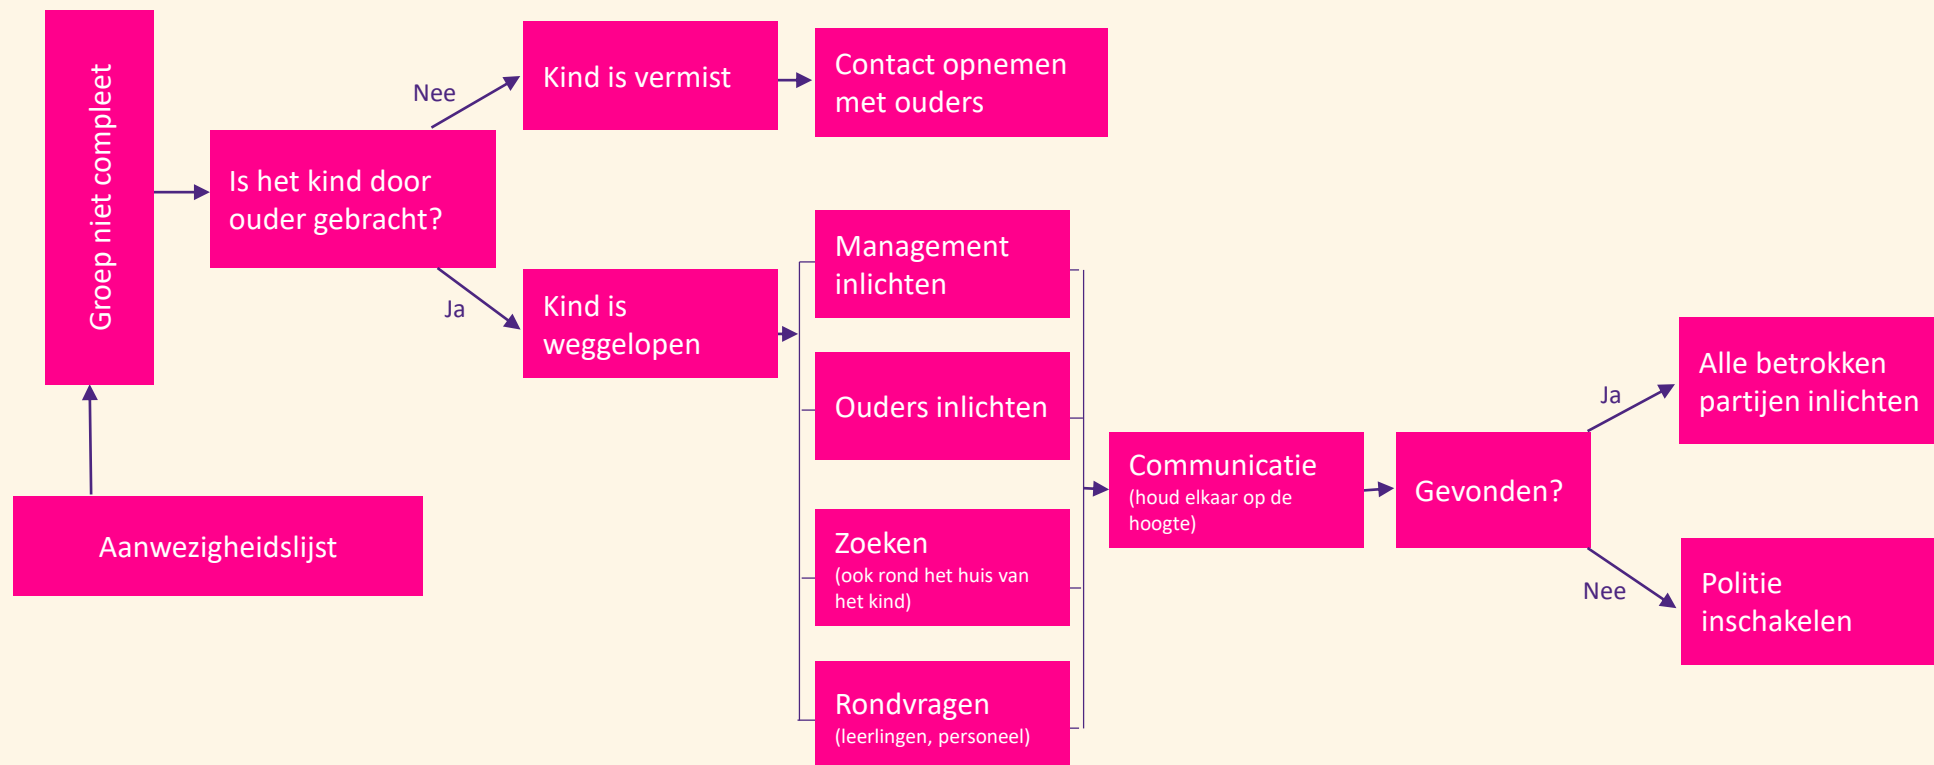 Groep niet compleet
Aanwezigheidslijst
Is het kind door
ouder gebracht?
Nee
Ja
Kind is vermist
Contact opnemen
met ouders
Kind is
weggelopen
Management
inlichten
Ouders inlichten
Zoeken
(ook rond het huis van
het kind)
Rondvragen
(leerlingen, personeel)
Communicatie
(houd elkaar op de
hoogte)
Gevonden?
Ja
Nee
Alle betrokken
partijen inlichten
Politie
inschakelen